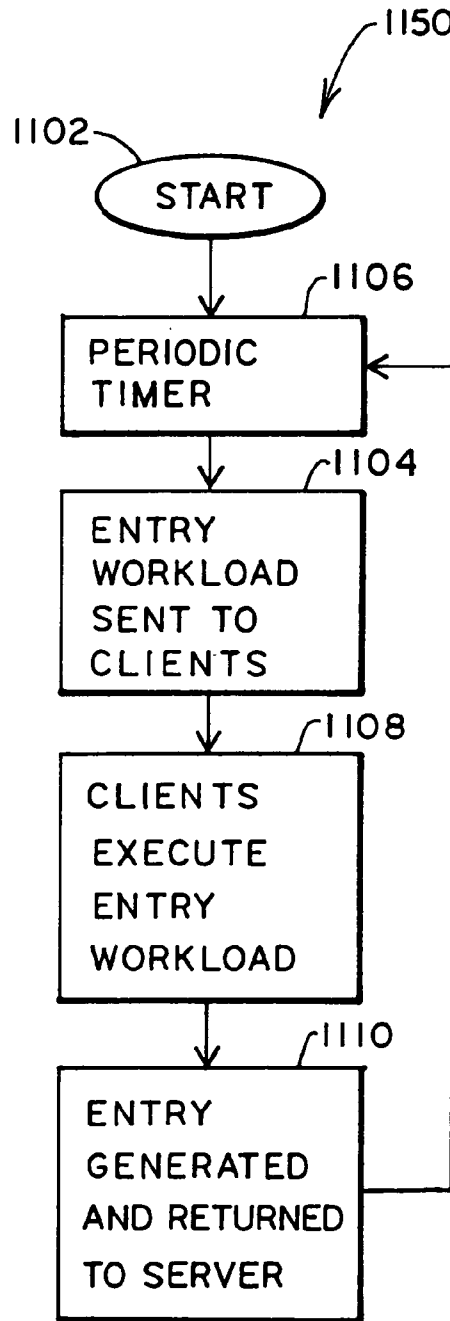 1150
1102
START
1106
PERIODIC
TIMER
1104
ENTRY
WORKLOAD
SENT TO
CLIENTS
1108
CLIENTS
EXECUTE
ENTRY
WORKLOAD
1110
ENTRY
GENERATED
AND RETURNED
TO SERVER